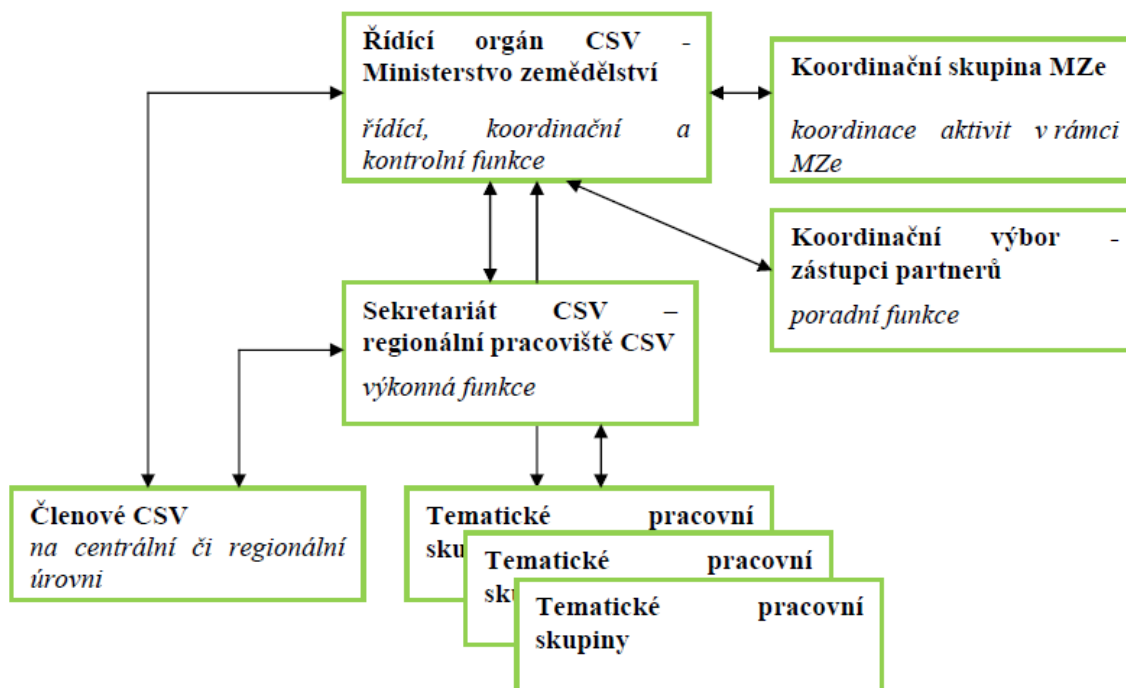 Řídící orgán CSV -
Ministerstvo zemědělství
řídící, koordinační a
kontrolní funkce
Koordinační skupina MZe
koordinace aktivit v rámci
MZe
Koordinační výbor -
zástupci partnerů
poradní funkce
Sekretariát CSV –
regionální pracoviště CSV
výkonná funkce
Členové CSV
na centrální či regionální
úrovni
Tematické pracovní
sku
Tematické pracovní
sku
Tematické pracovní
skupiny